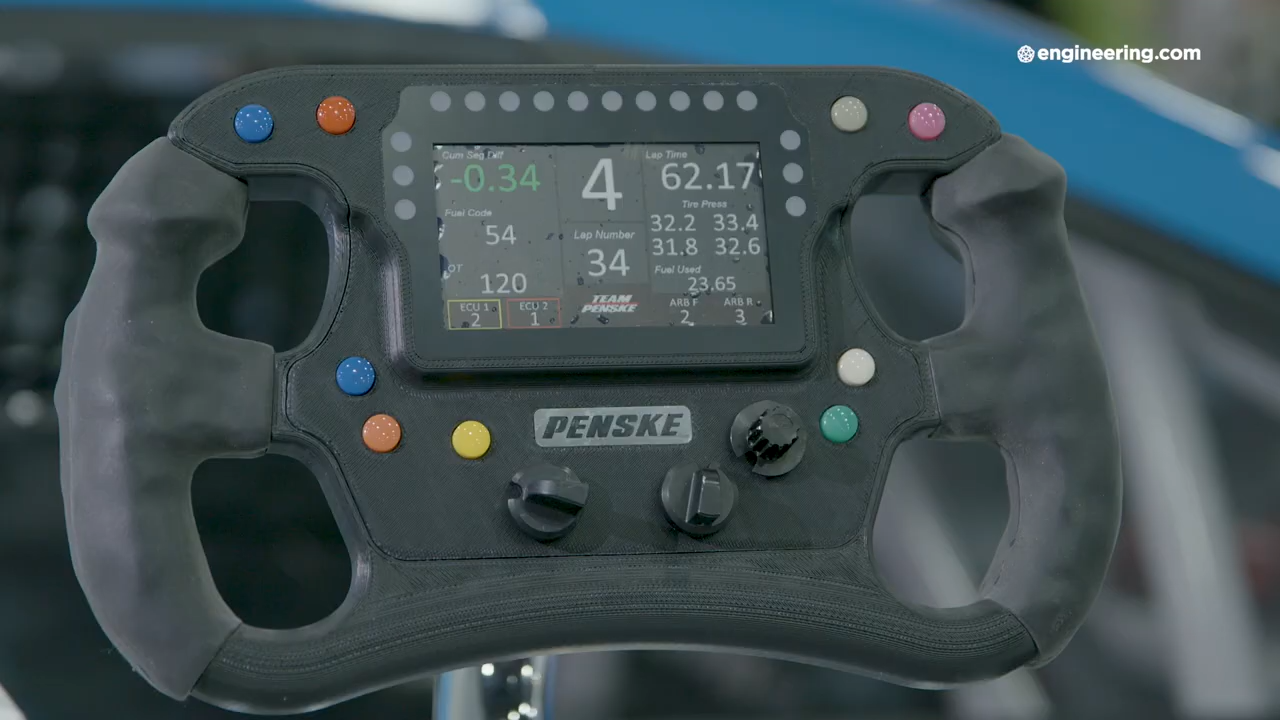 engineering.com
Cum Seg Diff
-0.34
4
Lap Time
62.17
Tire Press
32.2 33.4
31.8 32.6
Fuel Code
54
Lap Number
34
OT
120
Fuel Used
23.65
ECU 1
2
ECU 2
1
TEAM
PENSKE
ARB F
2
ARB R
3
PENSKE